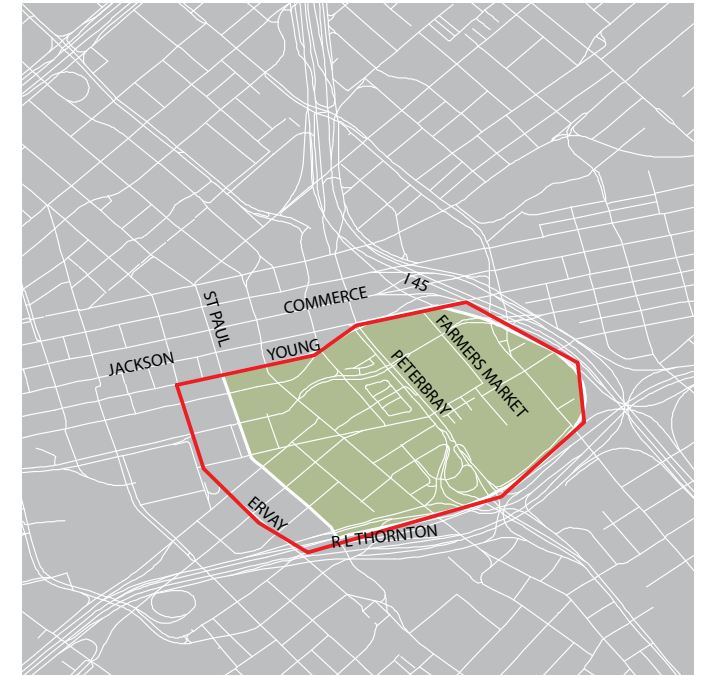 I 45
ST PAUL
COMMERCE
FARMERS MARKET
YOUNG
JACKSON
PETERBRAY
ERVAY
R L THORNTON